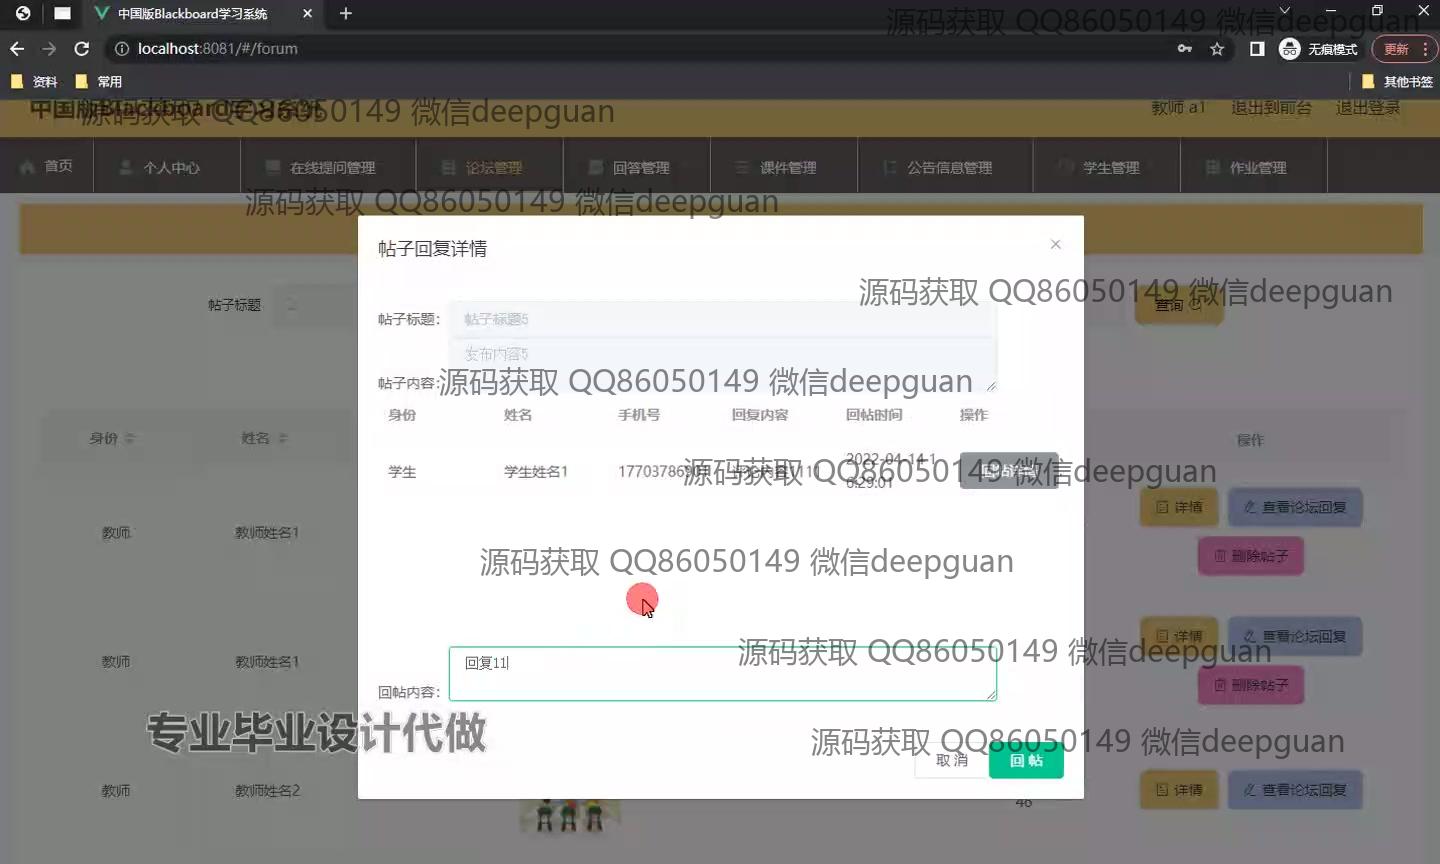 中国版Blackboard学习系统
localhost:8081/#/forum
无痕模式
更新
资料
常用
其他书签
源码获取 QQ86050149 微信deepguan
中国版Blackboard学习系统
源码获取 QQ86050149 微信deepguan
教师 a1 退出到前台 退出登录
首页 个人中心 在线提问管理 论坛管理 回答管理 课件管理 公告信息管理 学生管理 作业管理
源码获取 QQ86050149 微信deepguan
帖子回复详情
源码获取 QQ86050149 微信deepguan
帖子标题
查询
帖子标题: 帖子标题5
发布内容5
帖子内容:
源码获取 QQ86050149 微信deepguan
身份 姓名 手机号 回复内容 回帖时间 操作
身份 姓名 操作
学生 学生姓名1
2022-04-14 1
6:29:01
源码获取 QQ86050149 微信deepguan
教师 教师姓名1 详情 查看论坛回复
删除帖子
源码获取 QQ86050149 微信deepguan
详情 查看论坛回复
源码获取 QQ86050149 微信deepguan
教师 教师姓名1
回复11
删除帖子
回帖内容:
专业毕业设计代做
源码获取 QQ86050149 微信deepguan
取消 回帖
教师 教师姓名2 详情 查看论坛回复
46